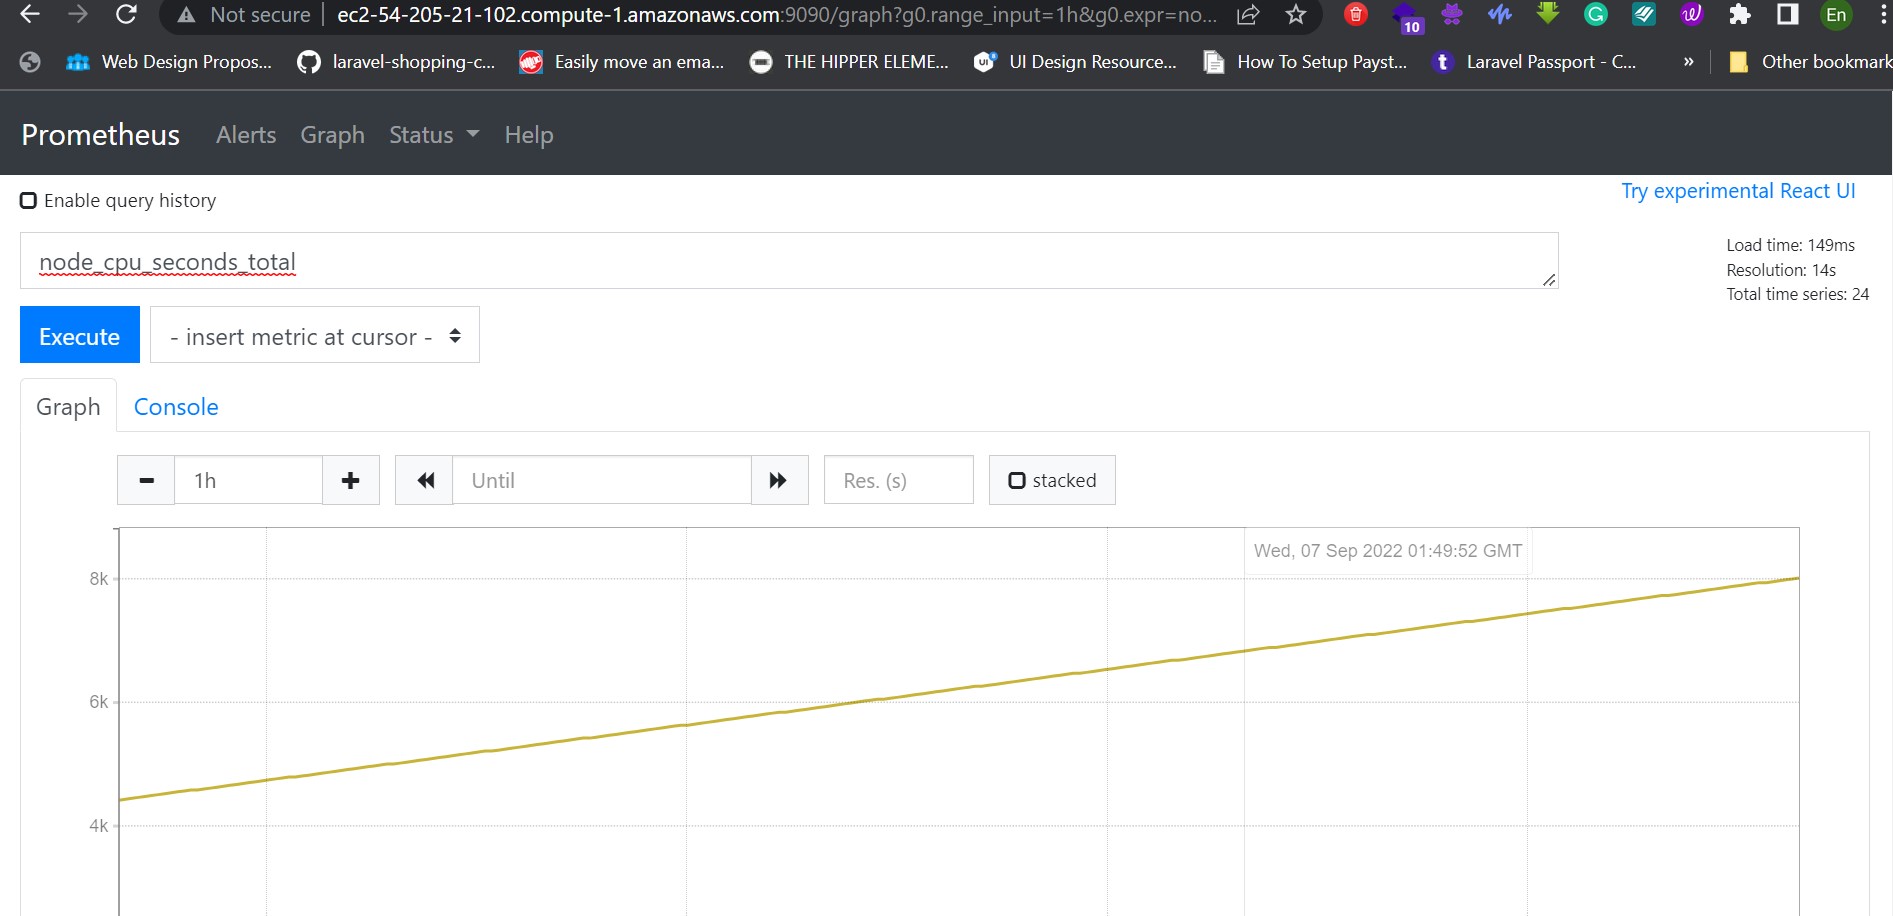 Not secure | ec2-54-205-21-102.compute-1.amazonaws.com:9090/graph?g0.range_input=1h&g0.expr=no... 10 En
Web Design Propos... laravel-shopping-c... Easily move an ema... THE HIPPER ELEME... UI Design Resource... How To Setup Payst... t Laravel Passport - C... » Other bookmark
Prometheus Alerts Graph Status Help
Enable query history
Try experimental React UI
node_cpu_seconds_total
Load time: 149ms
Resolution: 14s
Total time series: 24
Execute
- insert metric at cursor -
Graph Console
1h Until Res. (s) stacked
Wed, 07 Sep 2022 01:49:52 GMT
8k
6k
4k